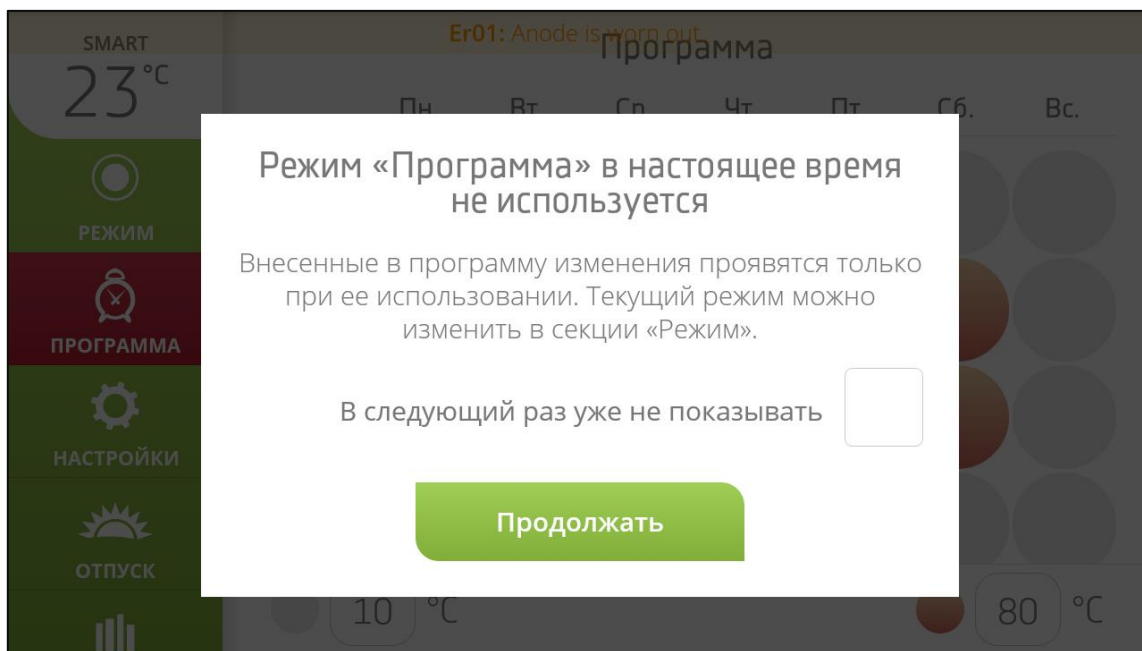 SMART
23 °C
РЕЖИМ
ПРОГРАММА
НАСТРОЙКИ
ОТПУСК
Er01: Anode is worn out.
Программа
Пн Вт Ср Чт Пт Сб. Вс.
Режим «Программа» в настоящее время
не используется
Внесенные в программу изменения проявятся только
при ее использовании. Текущий режим можно
изменить в секции «Режим».
В следующий раз уже не показывать
Продолжать
10 °C
80 °C